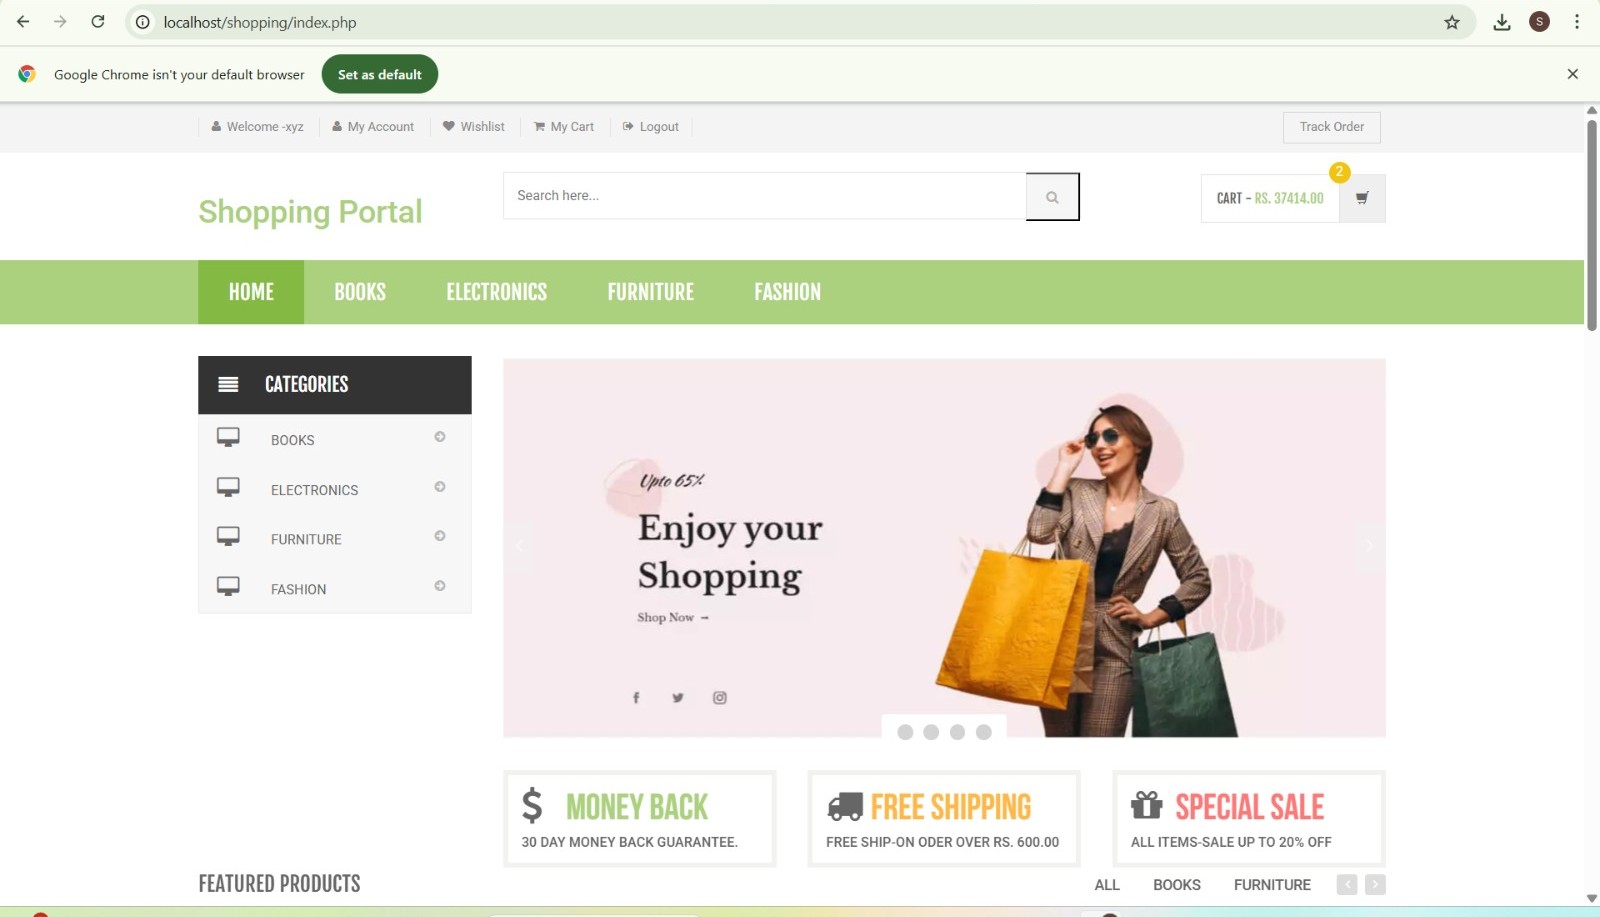 localhost/shopping/index.php
S
Google Chrome isn't your default browser
Set as default
Welcome -xyz
My Account
Wishlist
My Cart
Logout
Track Order
Shopping Portal
Search here...
CART - RS. 37414.00
2
HOME
BOOKS
ELECTRONICS
FURNITURE
FASHION
CATEGORIES
BOOKS
ELECTRONICS
FURNITURE
FASHION
Upto 65%
Enjoy your
Shopping
Shop Now →
MONEY BACK
30 DAY MONEY BACK GUARANTEE.
FREE SHIPPING
FREE SHIP-ON ODER OVER RS. 600.00
SPECIAL SALE
ALL ITEMS-SALE UP TO 20% OFF
FEATURED PRODUCTS
ALL
BOOKS
FURNITURE